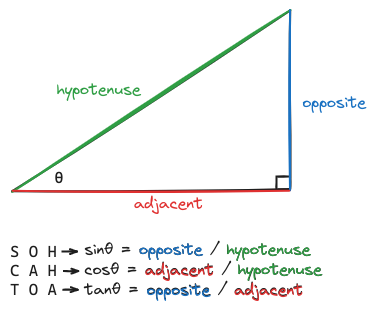 hypotenuse
opposite
θ
adjacent
S O H → sinθ = opposite / hypotenuse
C A H → cosθ = adjacent / hypotenuse
T O A → tanθ = opposite / adjacent